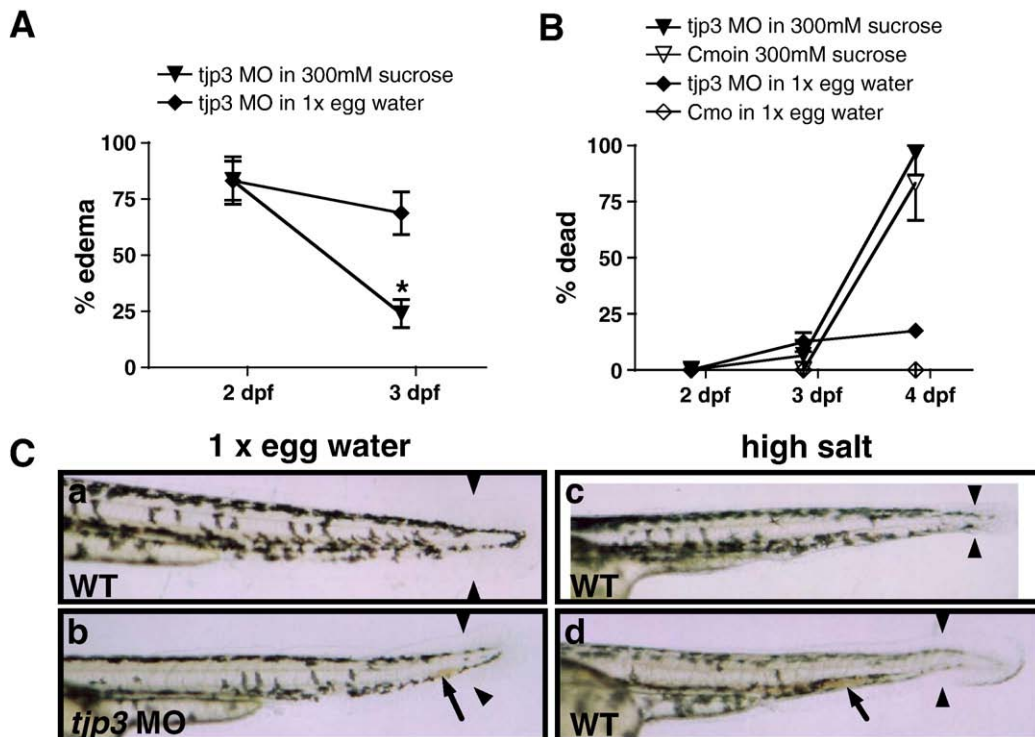 A
tjp3 MO in 300mM sucrose
tjp3 MO in 1x egg water
% edema
100
75
50
25
0
*
2 dpf
3 dpf
B
tjp3 MO in 300mM sucrose
Cmoin 300mM sucrose
tjp3 MO in 1x egg water
Cmo in 1x egg water
% dead
100
75
50
25
0
2 dpf
3 dpf
4 dpf
C
1 x egg water
high salt
a
WT
c
WT
b
tjp3 MO
d
WT